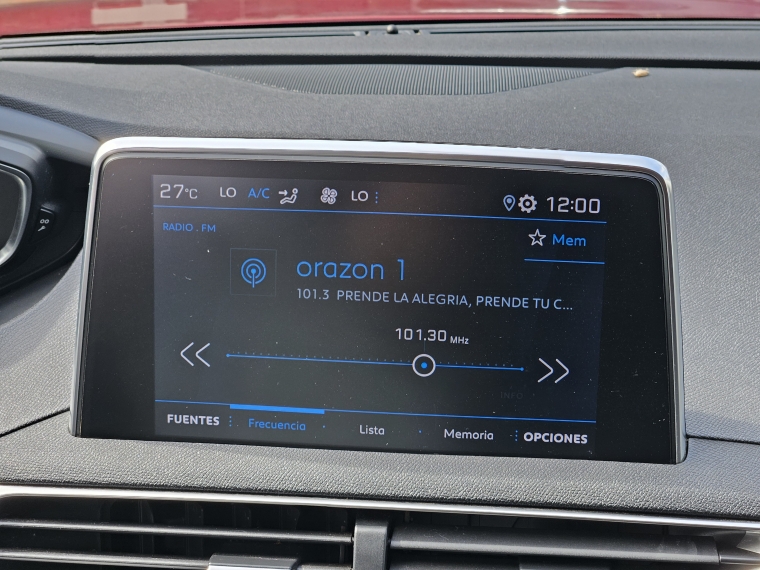 27°C LO A/C LO 12:00
RADIO . FM
Mem
orazon 1
101.3 PRENDE LA ALEGRIA, PRENDE TU C...
101.30 MHz
FUENTES Frecuencia Lista Memoria OPCIONES